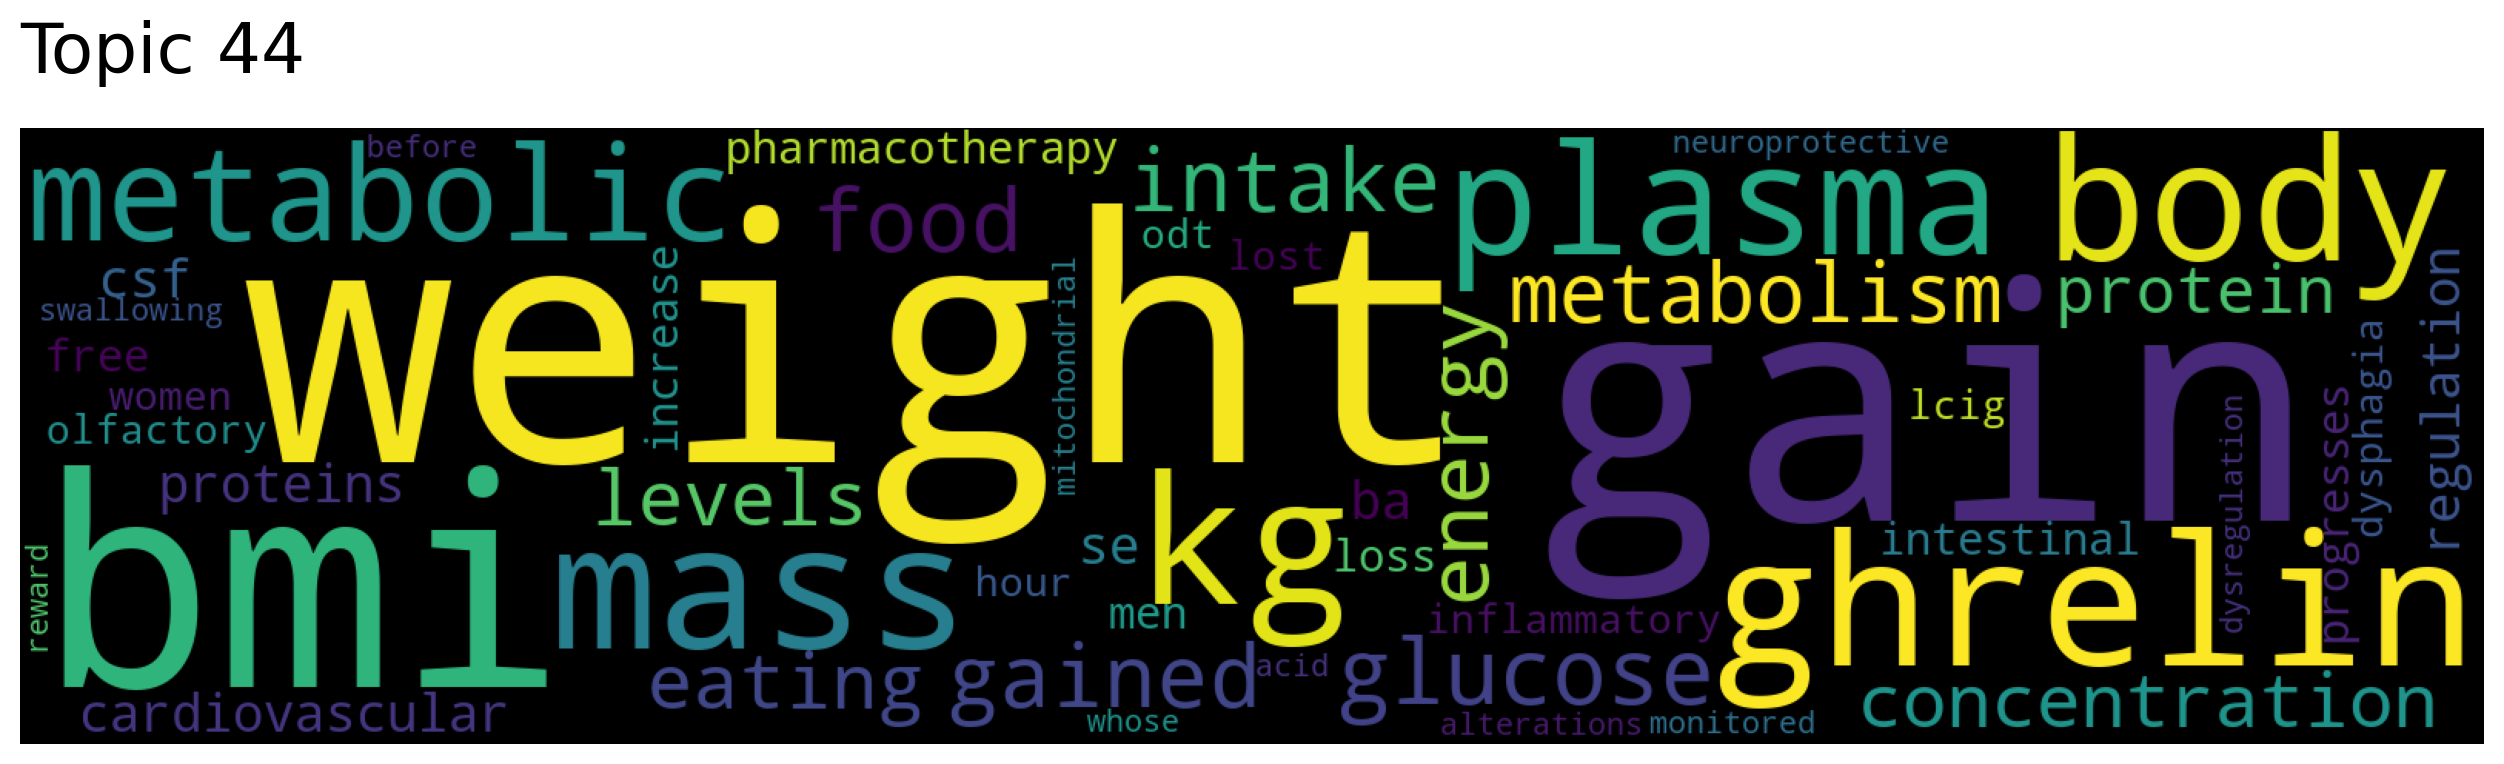 Topic 44
before
pharmacotherapy
neuroprotective
metabolic
food
intake
plasma
body
odt
lost
csf
swallowing
increase
mitochondrial
metabolism
protein
regulation
free
women
olfactory
weight
energy
gain
lcig
dysphagia
progresses
dysregulation
proteins
levels
kg
ba
bmi
mass
se
loss
intestinal
reward
hour
men
inflammatory
ghrelin
eating
gained
acid
glucose
concentration
cardiovascular
whose
alterations
monitored